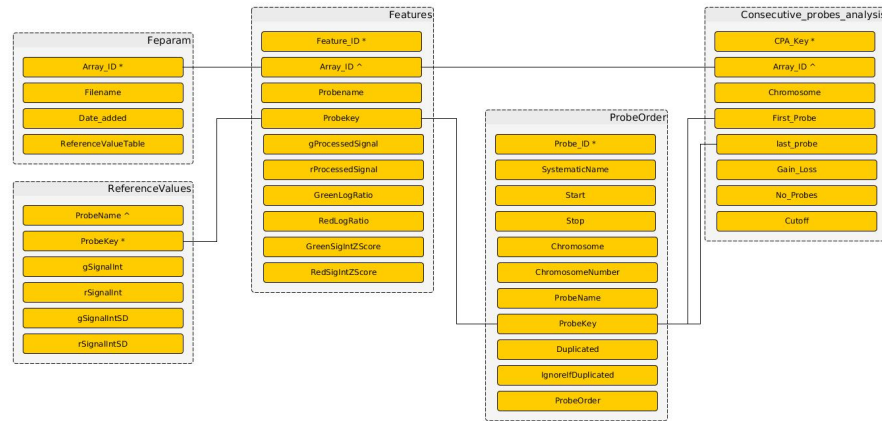 Feparam
Array_ID *
Filename
Date_added
ReferenceValueTable
ReferenceValues
ProbeName ^
ProbeKey *
gSignalInt
rSignalInt
gSignalIntSD
rSignalIntSD
Features
Feature_ID *
Array_ID ^
Probename
Probekey
gProcessedSignal
rProcessedSignal
GreenLogRatio
RedLogRatio
GreenSigIntZScore
RedSigIntZScore
ProbeOrder
Probe_ID *
SystematicName
Start
Stop
Chromosome
ChromosomeNumber
ProbeName
ProbeKey
Duplicated
IgnoreIfDuplicated
ProbeOrder
Consecutive_probes_analysis
CPA_Key *
Array_ID ^
Chromosome
First_Probe
last_probe
Gain_Loss
No_Probes
Cutoff